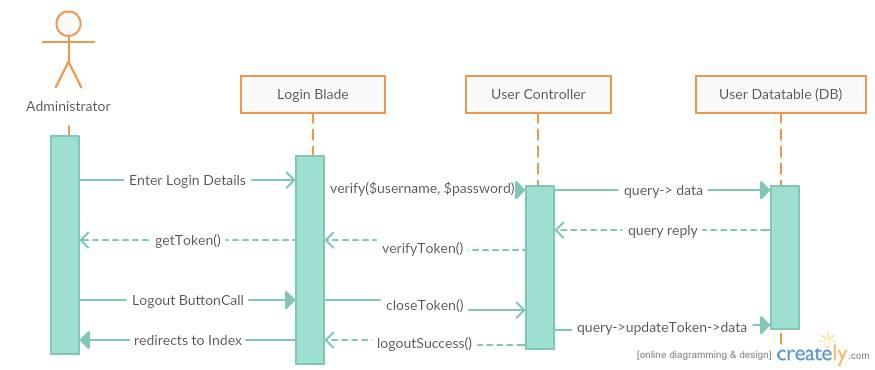 Administrator
Login Blade
User Controller
User Datatable (DB)
Enter Login Details
verify($username, $password)
query-> data
getToken()
verifyToken()
query reply
Logout ButtonCall
closeToken()
query->updateToken->data
redirects to Index
logoutSuccess()
[online diagramming & design] creately.com